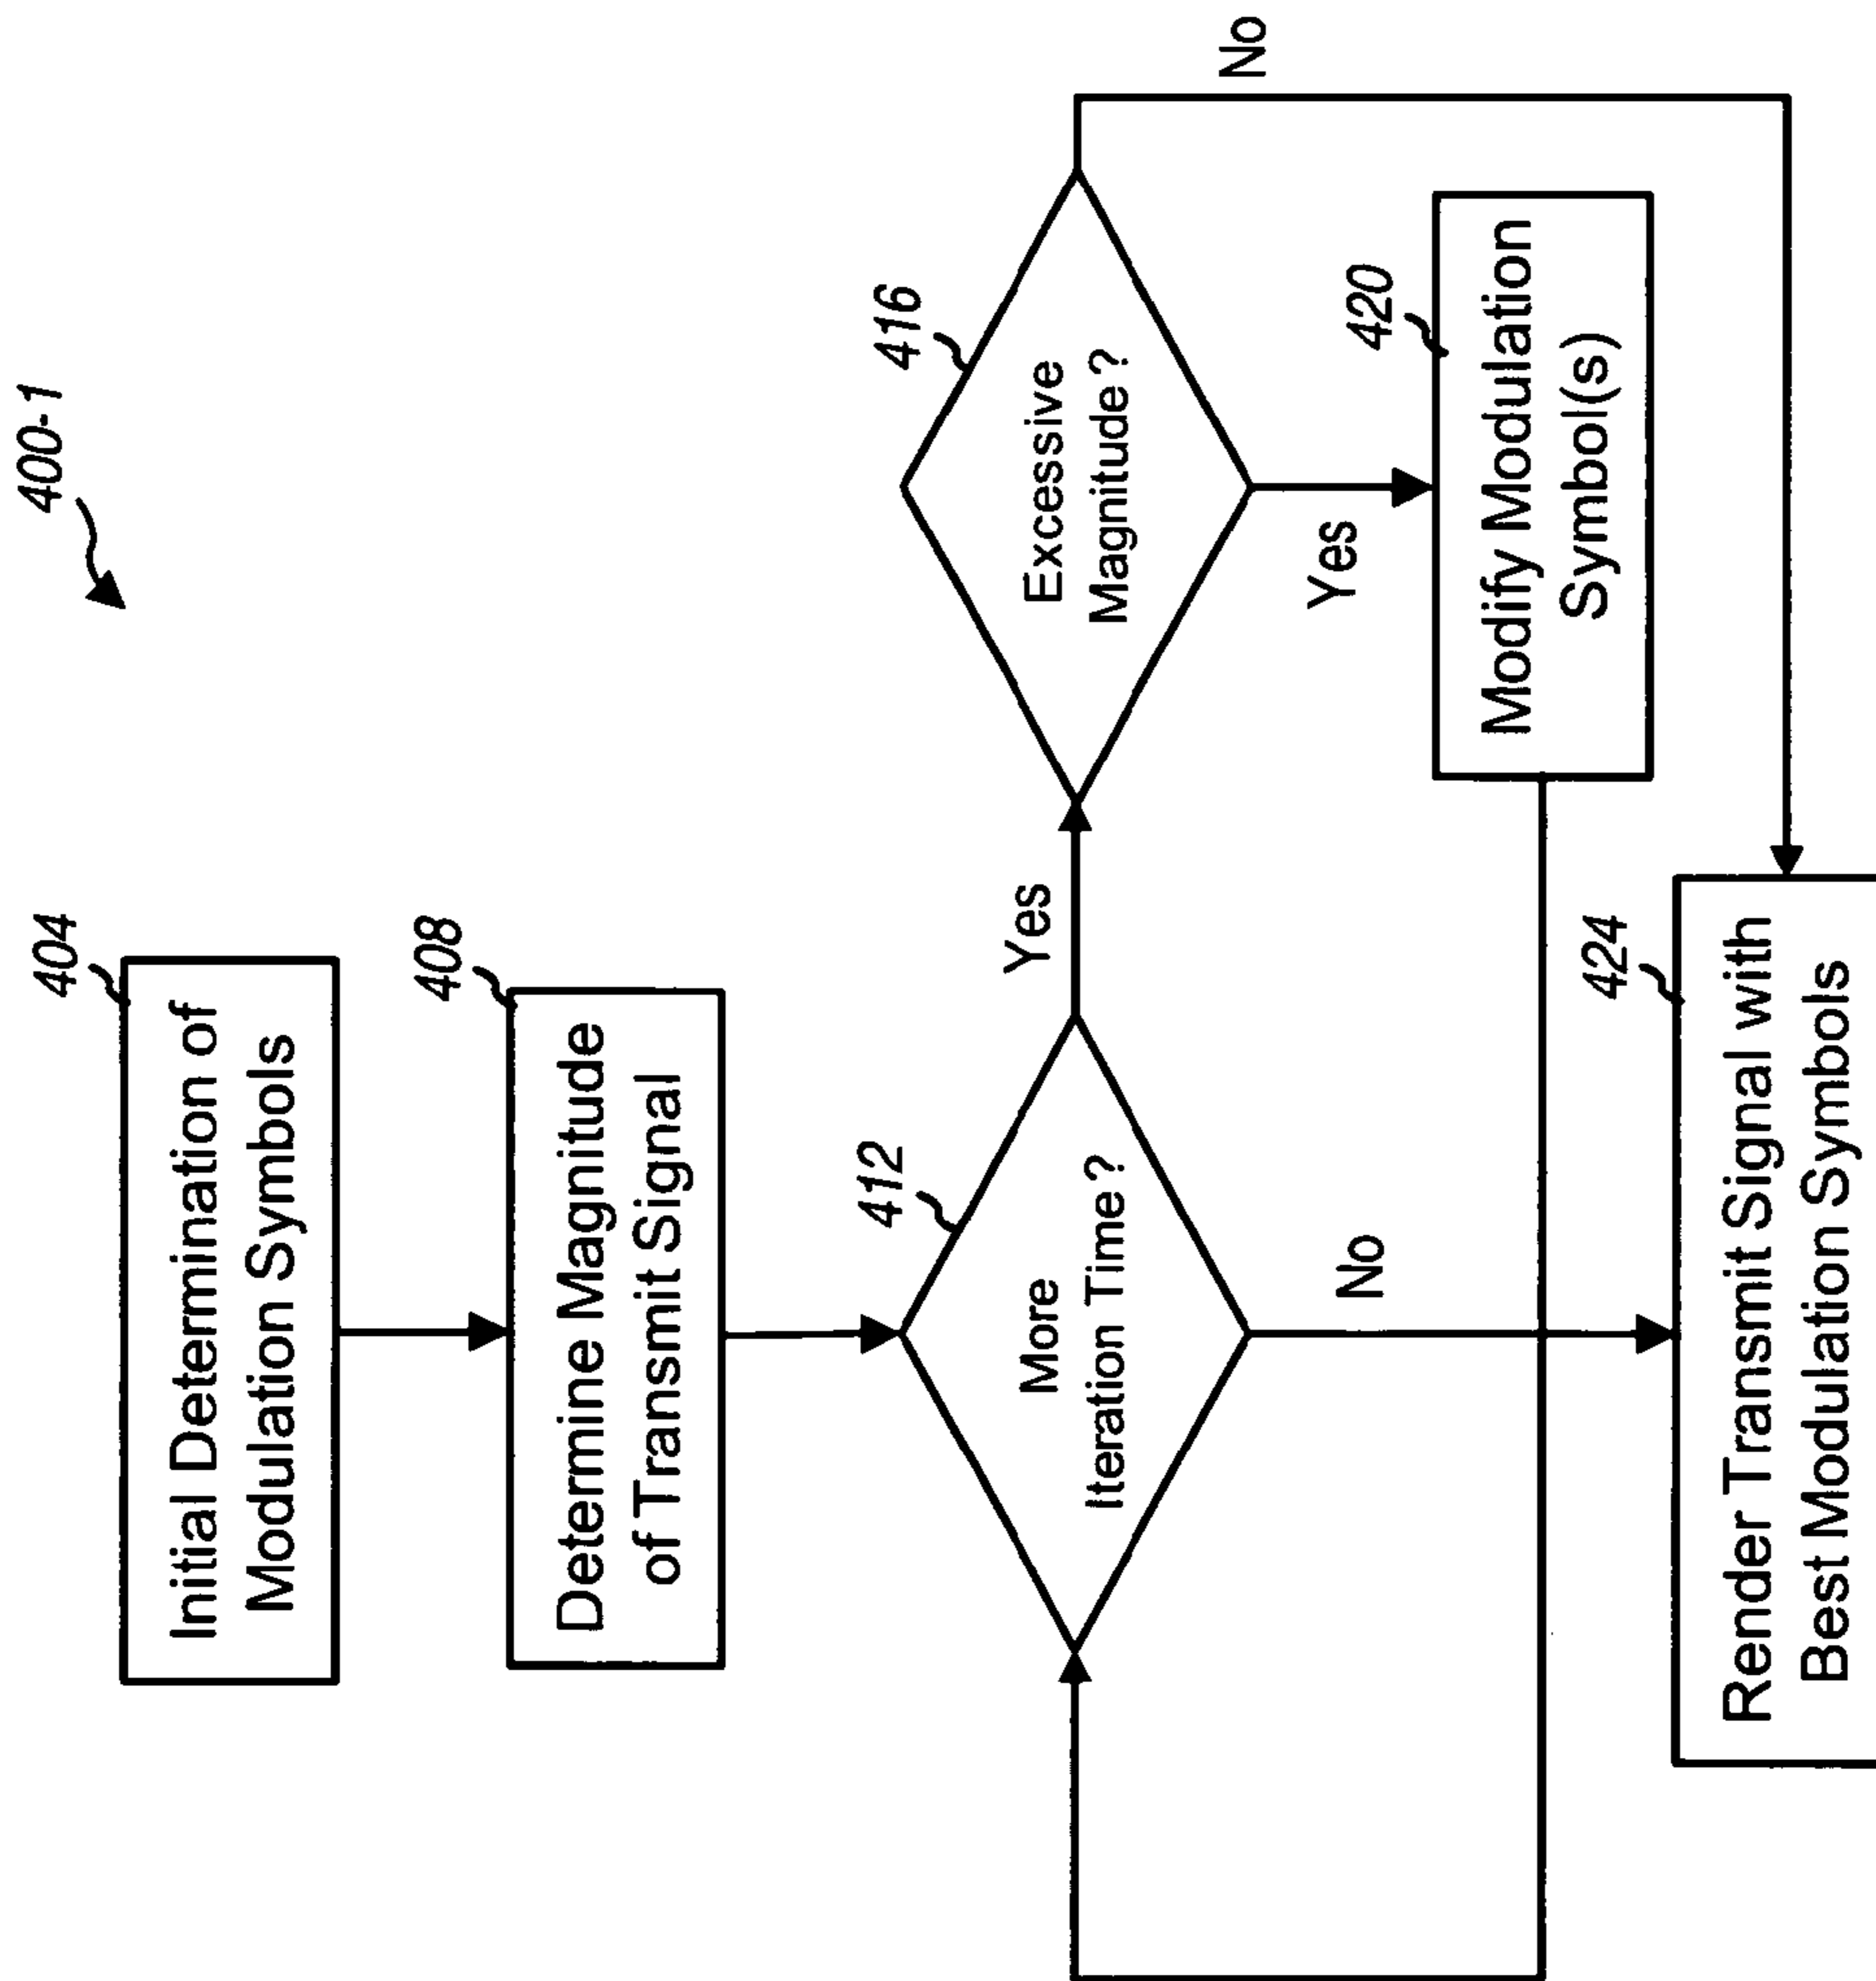 400-1
404
Initial Determination of
Modulation Symbols
408
Determine Magnitude
of Transmit Signal
412
More
Iteration Time?
Yes
416
Excessive
Magnitude?
No
Yes
420
Modify Modulation
Symbol(s)
No
424
Render Transmit Signal with
Best Modulation Symbols